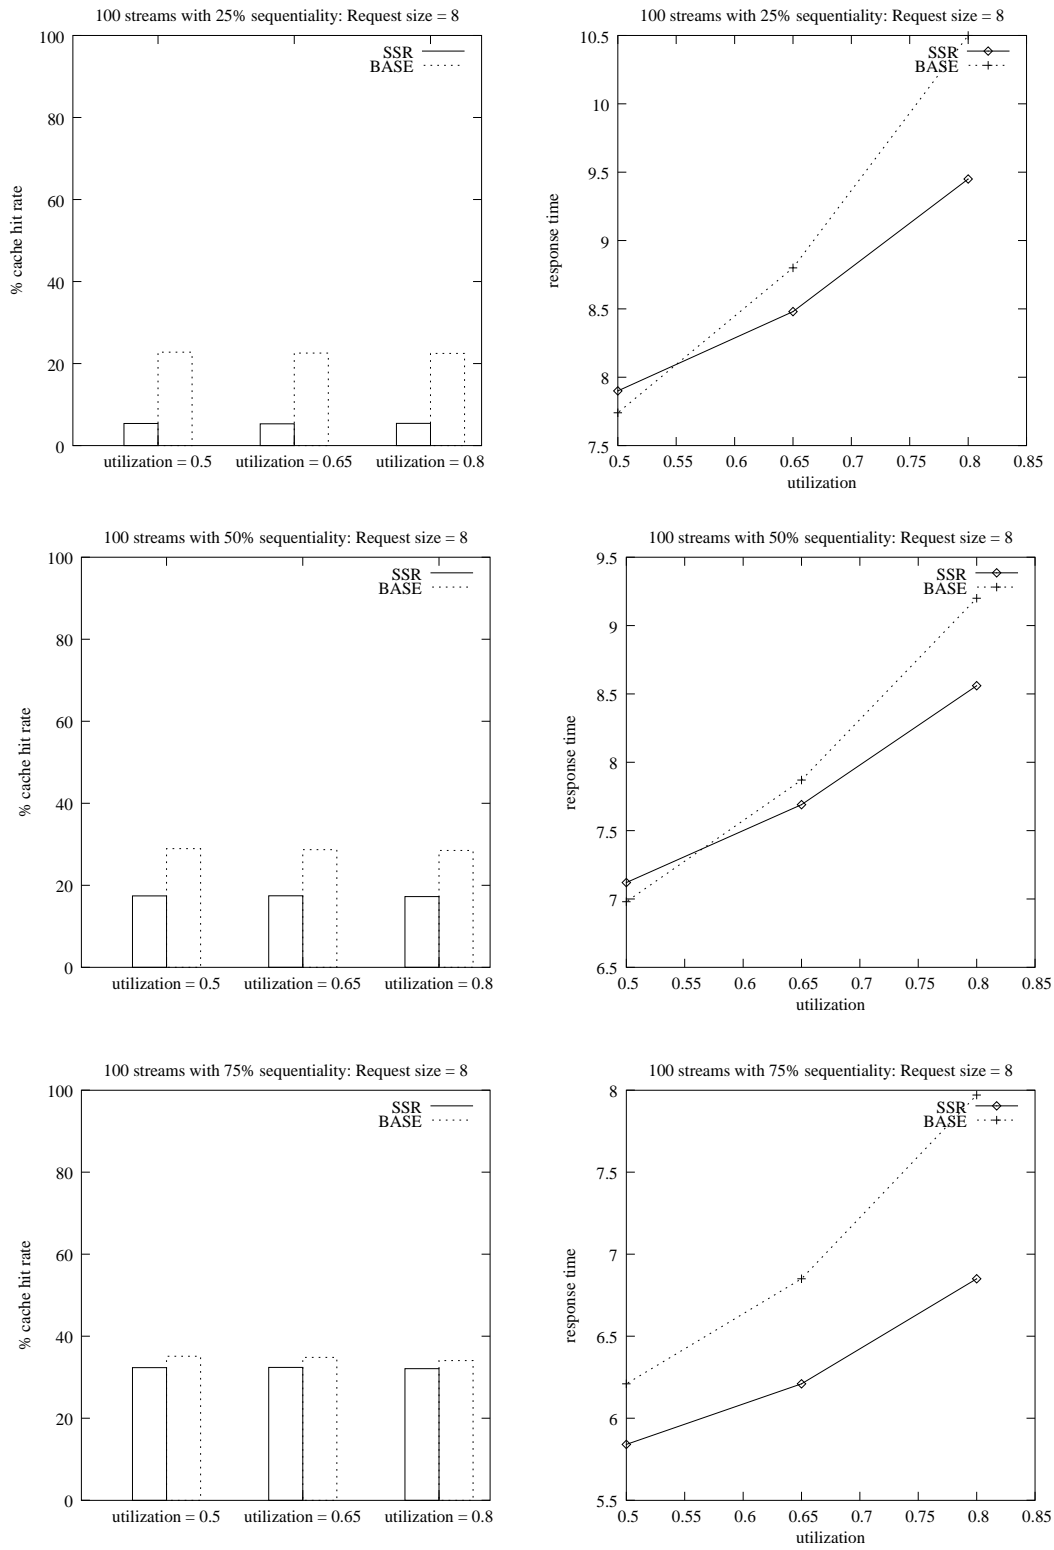 100 streams with 25% sequentiality: Request size = 8
100
80
60
40
20
0
% cache hit rate
SSR
BASE
utilization = 0.5 utilization = 0.65 utilization = 0.8
100 streams with 25% sequentiality: Request size = 8
10.5
10
9.5
9
8.5
8
7.5
response time
SSR
BASE
0.5 0.55 0.6 0.65 0.7 0.75 0.8 0.85
utilization
100 streams with 50% sequentiality: Request size = 8
100
80
60
40
20
0
% cache hit rate
SSR
BASE
utilization = 0.5 utilization = 0.65 utilization = 0.8
100 streams with 50% sequentiality: Request size = 8
9.5
9
8.5
8
7.5
7
6.5
response time
SSR
BASE
0.5 0.55 0.6 0.65 0.7 0.75 0.8 0.85
utilization
100 streams with 75% sequentiality: Request size = 8
100
80
60
40
20
0
% cache hit rate
SSR
BASE
utilization = 0.5 utilization = 0.65 utilization = 0.8
100 streams with 75% sequentiality: Request size = 8
8
7.5
7
6.5
6
5.5
response time
SSR
BASE
0.5 0.55 0.6 0.65 0.7 0.75 0.8 0.85
utilization